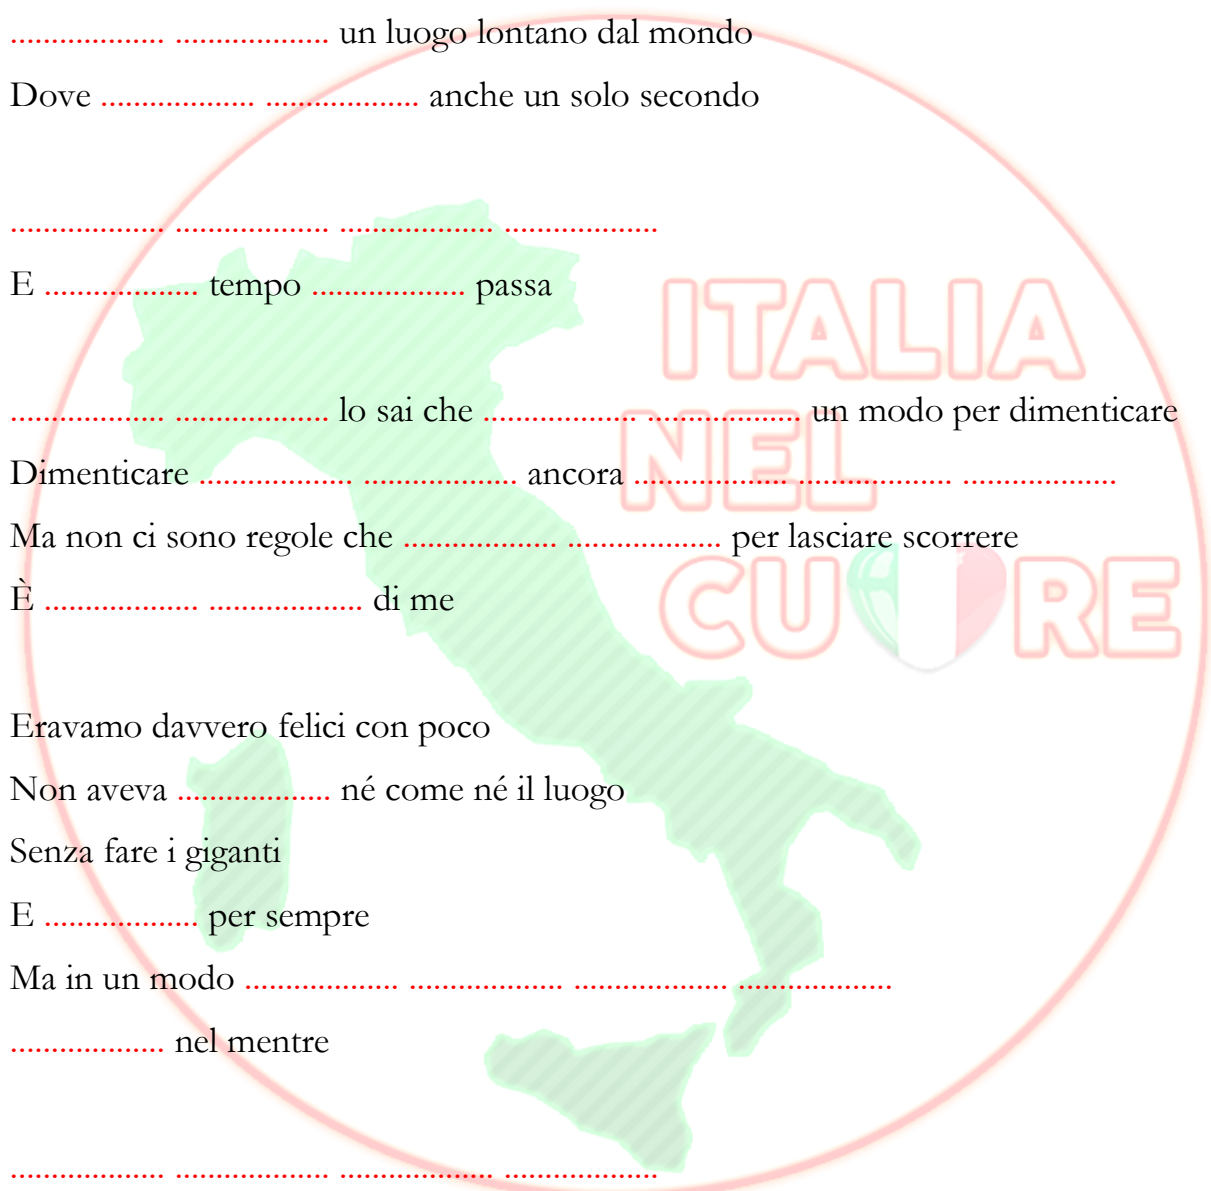 .................. .................. un luogo lontano dal mondo
Dove .................. .................. anche un solo secondo
.................. .................. .................. ..................
E .................. tempo .................. passa
.................. .................. lo sai che .................. .................. un modo per dimenticare
Dimenticare .................. .................. ancora .................. .................. ..................
Ma non ci sono regole che .................. .................. per lasciare scorrere
È .................. .................. di me
Eravamo davvero felici con poco
Non aveva .................. né come né il luogo
Senza fare i giganti
E .................. per sempre
Ma in un modo .................. .................. .................. ..................
.................. nel mentre
.................. .................. .................. ..................
ITALIA
NEL
CUORE